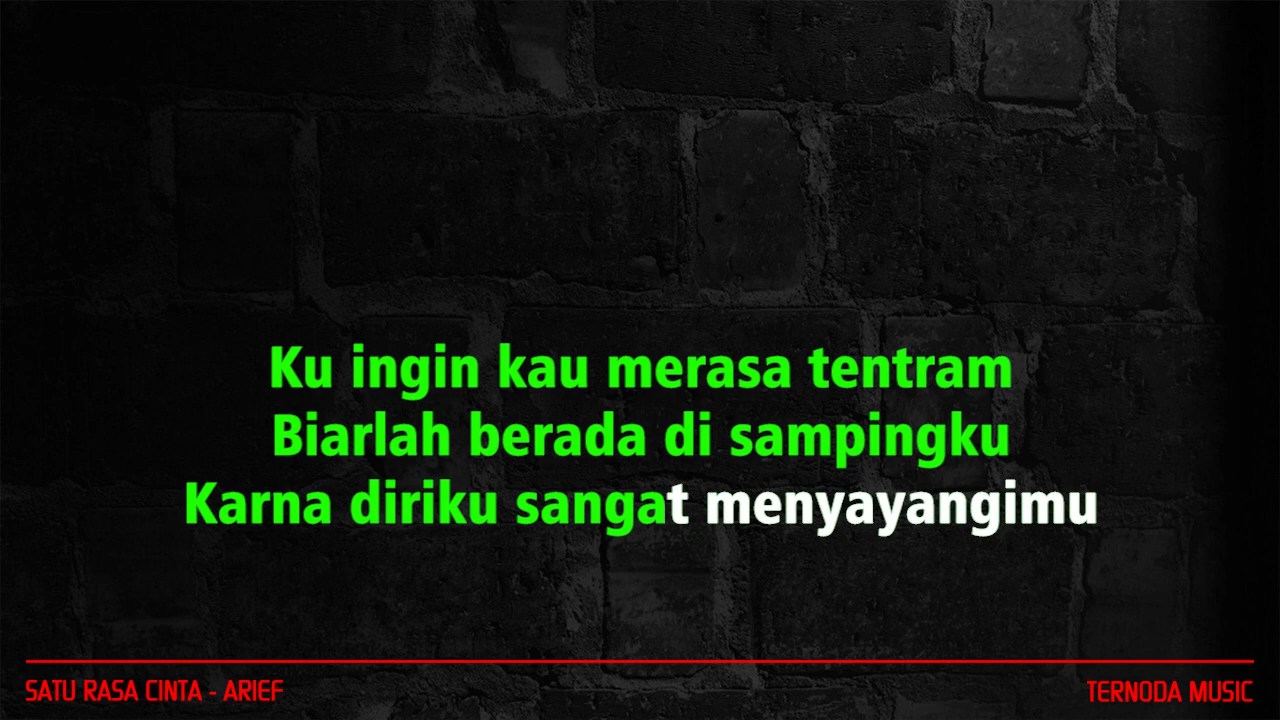 Ku ingin kau merasa tentram
Biarlah berada di sampingku
Karna diriku sangat menyayangimu
SATU RASA CINTA - ARIEF
TERNODA MUSIC